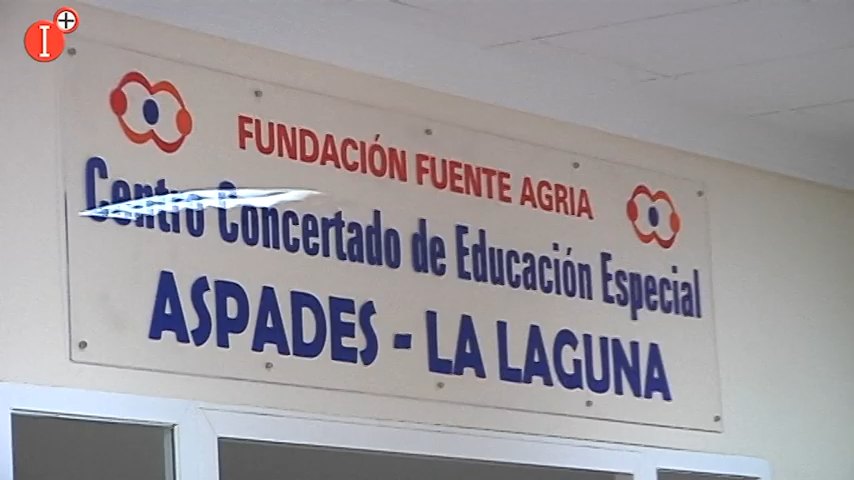 I+
FUNDACIÓN FUENTE AGRIA
Centro Concertado de Educación Especial
ASPADES - LA LAGUNA